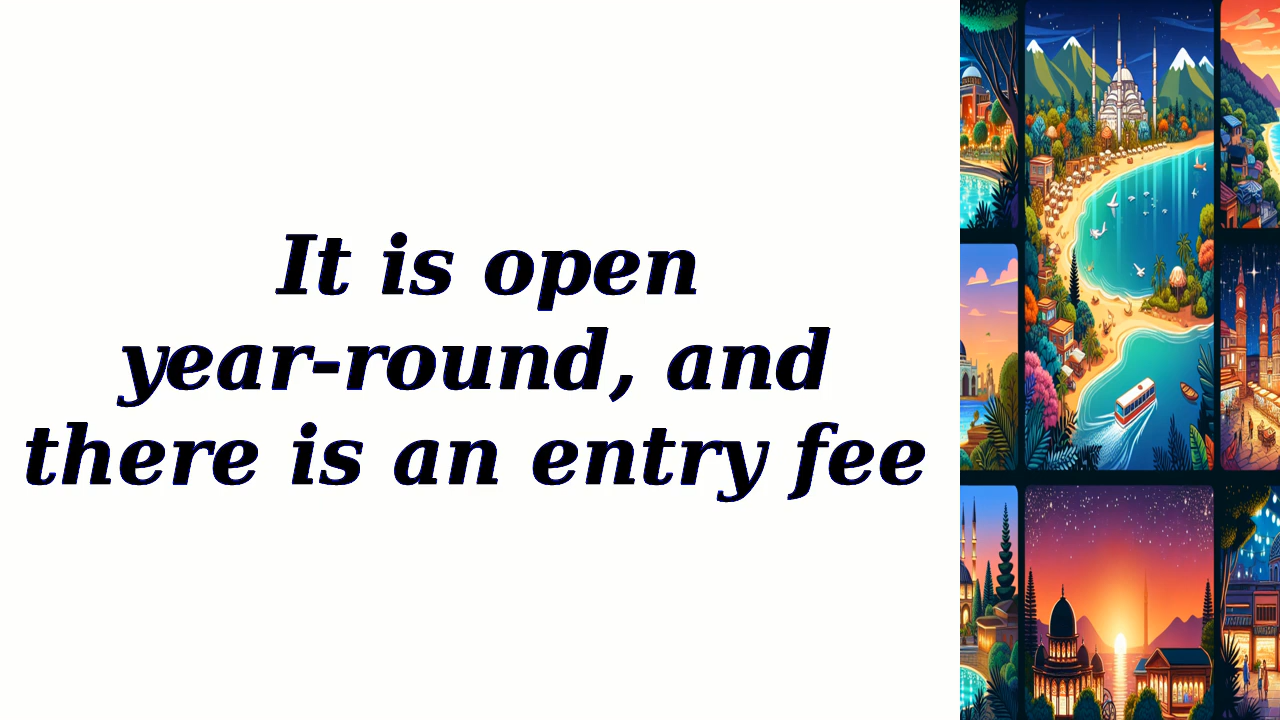 It is open
year-round, and
there is an entry fee